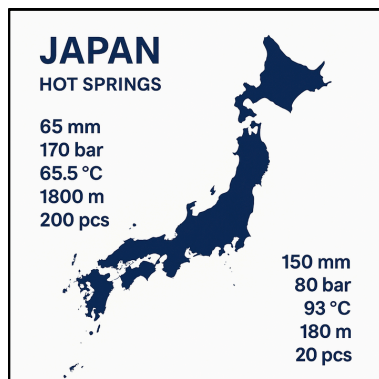 JAPAN
HOT SPRINGS
65 mm
170 bar
65.5 °C
1800 m
200 pcs
150 mm
80 bar
93 °C
180 m
20 pcs